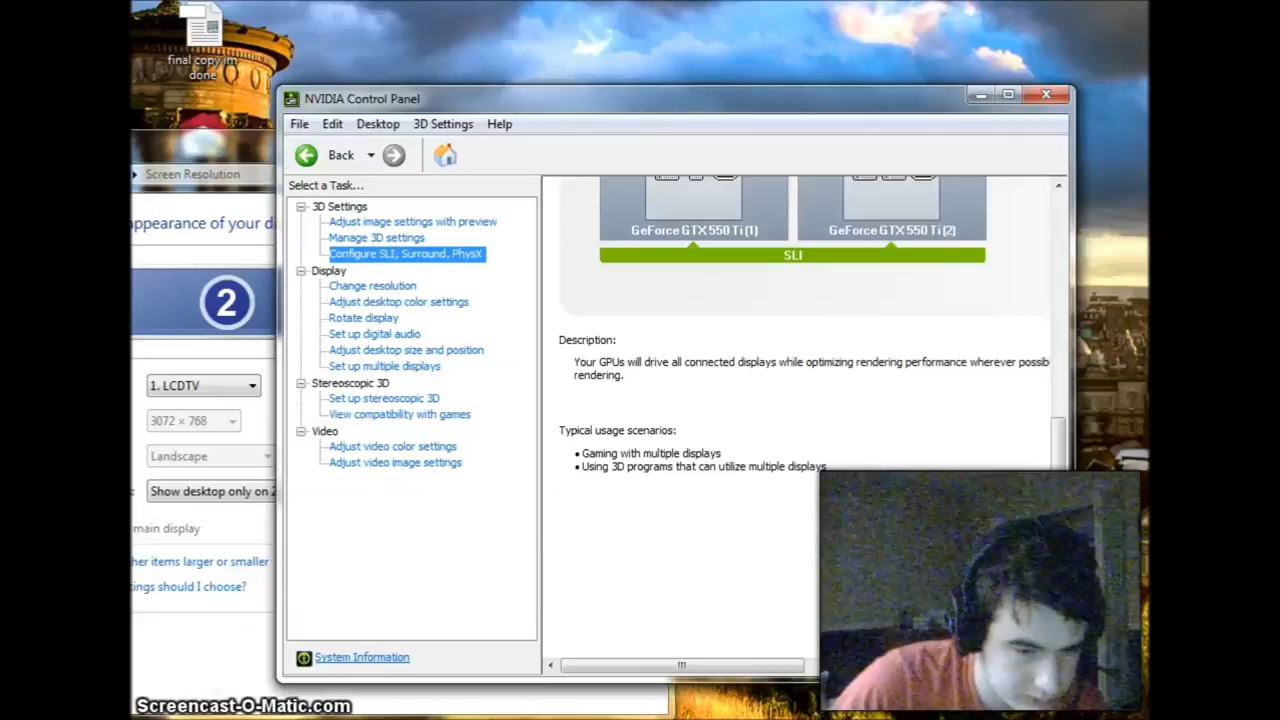 final copy im
done
NVIDIA Control Panel
File Edit Desktop 3D Settings Help
Back
Screen Resolution
Select a Task...
3D Settings
Adjust image settings with preview
Manage 3D settings
Configure SLI, Surround, PhysX
Display
Change resolution
Adjust desktop color settings
Rotate display
Set up digital audio
Adjust desktop size and position
Set up multiple displays
Stereoscopic 3D
Set up stereoscopic 3D
View compatibility with games
Video
Adjust video color settings
Adjust video image settings
System Information
GeForce GTX 550 Ti (1)
GeForce GTX 550 Ti (2)
SLI
Description:
Your GPUs will drive all connected displays while optimizing rendering performance wherever possib
rendering.
Typical usage scenarios:
• Gaming with multiple displays
• Using 3D programs that can utilize multiple displays
appearance of your di
2
1. LCDTV
3072 × 768
Landscape
Show desktop only on 2
main display
her items larger or smaller
tings should I choose?
Screencast-O-Matic.com